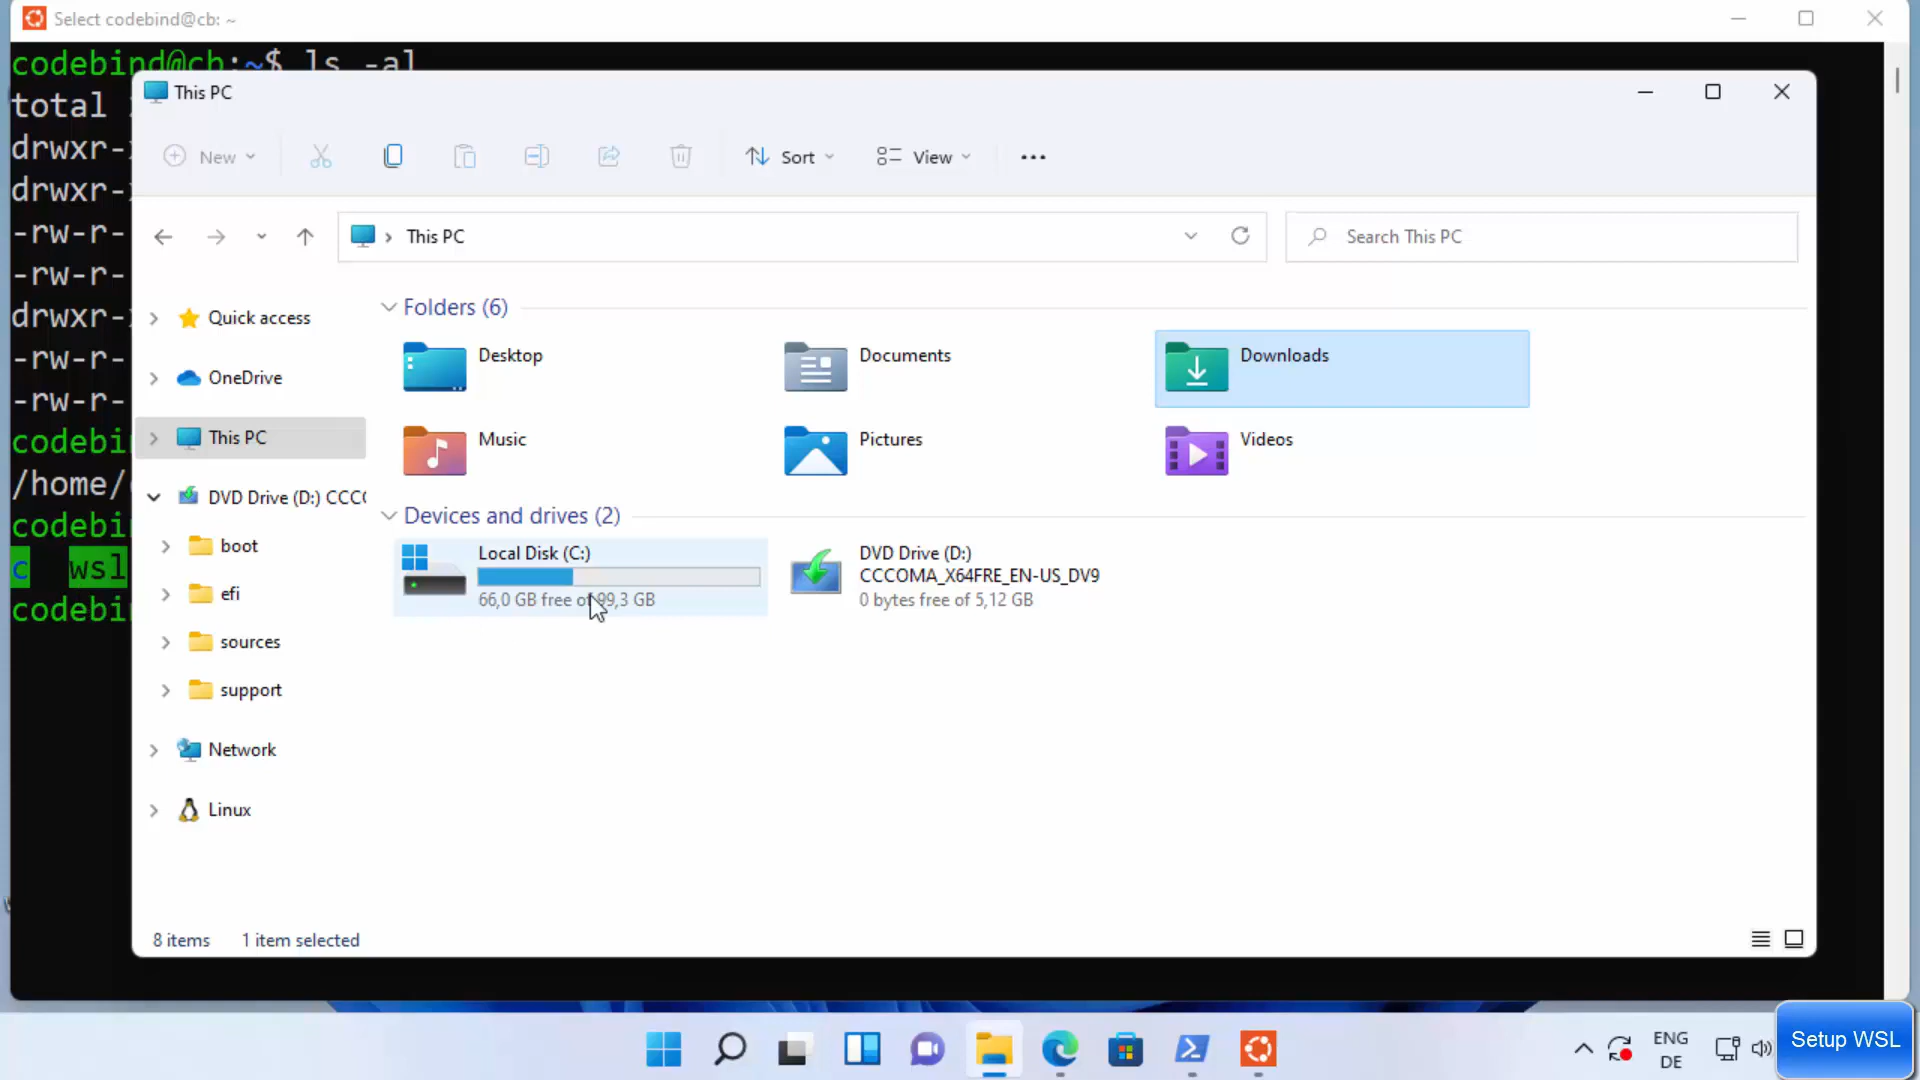 Select codebind@cb: ~
codebind@cb:~$ ls -al
total
This PC
drwxr-
New
Sort
View
drwxr-
-rw-r-
This PC
Search This PC
-rw-r-
drwxr-
-rw-r-
-rw-r-
codebin
/home/
codebin
c wsl
codebin
Quick access
OneDrive
This PC
DVD Drive (D:) CCC
boot
efi
sources
support
Network
Linux
Folders (6)
Desktop
Documents
Downloads
Music
Pictures
Videos
Devices and drives (2)
Local Disk (C:)
66,0 GB free of 99,3 GB
DVD Drive (D:)
CCCOMA_X64FRE_EN-US_DV9
0 bytes free of 5,12 GB
8 items
1 item selected
ENG
DE
Setup WSL